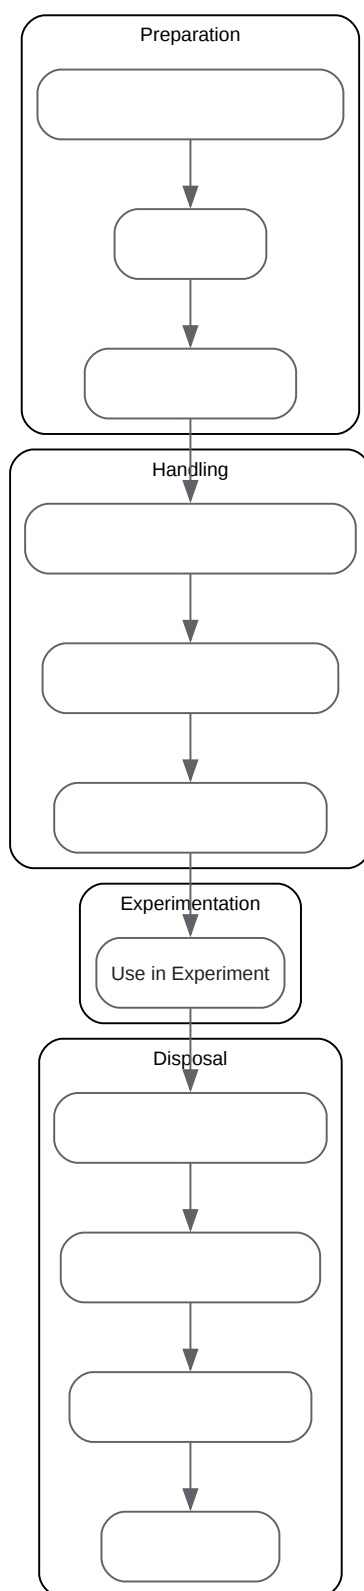 Preparation
Handling
Experimentation
Use in Experiment
Disposal